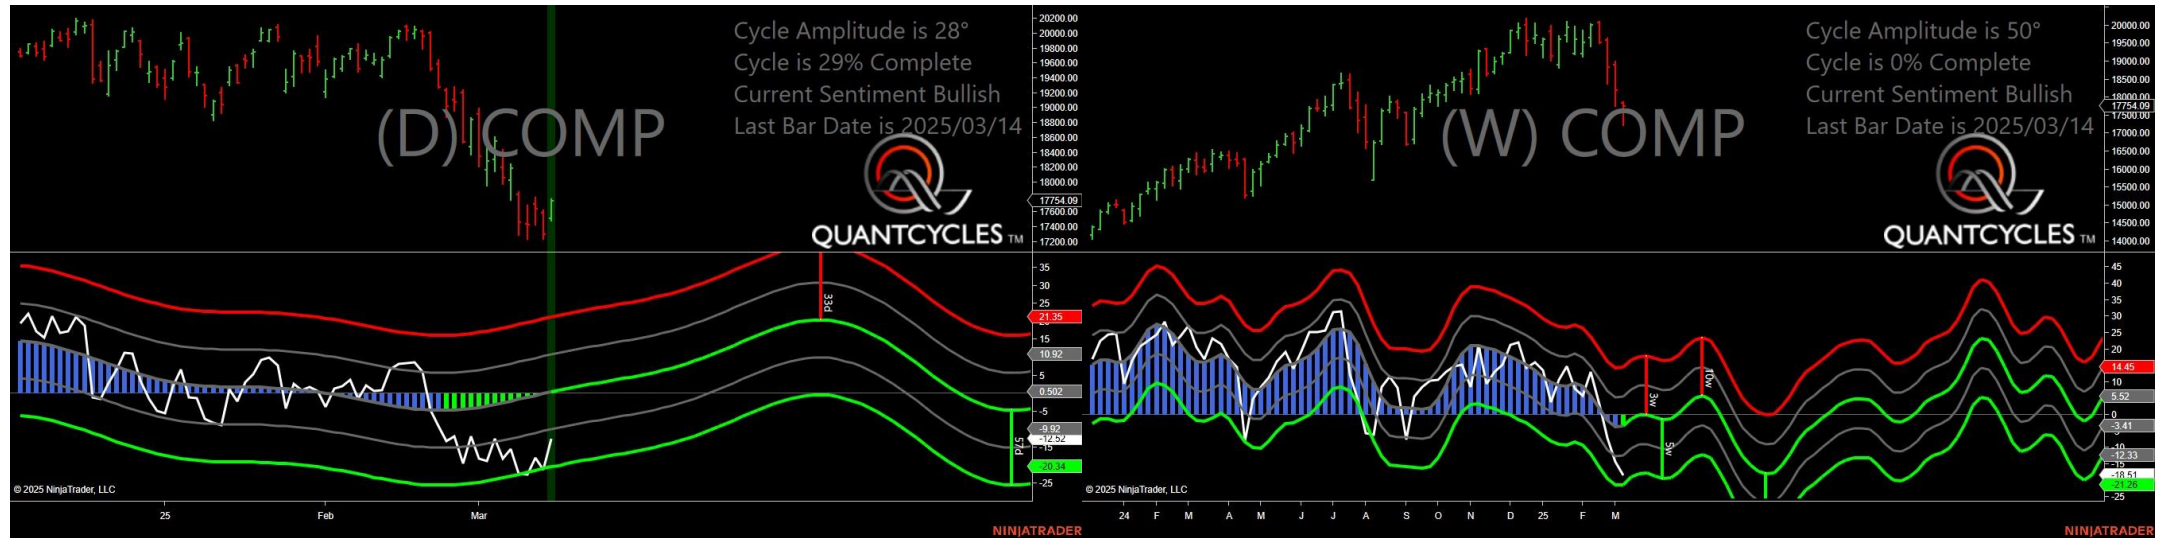 Cycle Amplitude is 28°
Cycle is 29% Complete
Current Sentiment Bullish
Last Bar Date is 2025/03/14
(D) COMP
QUANTCYCLES TM
20200.00
20000.00
19800.00
19600.00
19400.00
19200.00
19000.00
18800.00
18600.00
18400.00
18200.00
18000.00
17754.09
17600.00
17400.00
17200.00
33d
57d
35
30
25
21.35
15
10.92
5
0.502
-5
-9.92
-12.52
-15
-20.34
-25
© 2025 NinjaTrader, LLC
25 Feb Mar
NINJATRADER
Cycle Amplitude is 50°
Cycle is 0% Complete
Current Sentiment Bullish
Last Bar Date is 2025/03/14
(W) COMP
QUANTCYCLES TM
20000.00
19500.00
19000.00
18500.00
18000.00
17754.09
17000.00
16500.00
16000.00
15500.00
15000.00
14500.00
14000.00
3w
10w
5w
45
40
35
30
25
20
14.45
10
5.52
0
-3.41
-10
-12.33
-15
-18.51
-21.26
-25
© 2025 NinjaTrader, LLC
24 F M A M J J A S O N D 25 F M
NINJATRADER